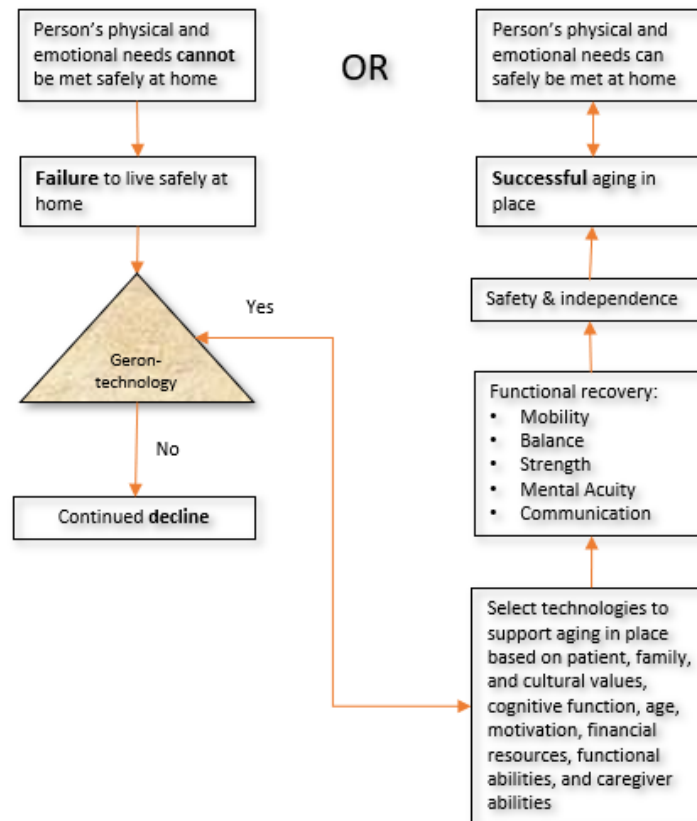 Person's physical and
emotional needs cannot
be met safely at home
OR
Person's physical and
emotional needs can
safely be met at home
Failure to live safely at
home
Successful aging in
place
Yes
Safety & independence
Geron-
technology
Functional recovery:
• Mobility
• Balance
• Strength
• Mental Acuity
• Communication
No
Continued decline
Select technologies to
support aging in place
based on patient, family,
and cultural values,
cognitive function, age,
motivation, financial
resources, functional
abilities, and caregiver
abilities